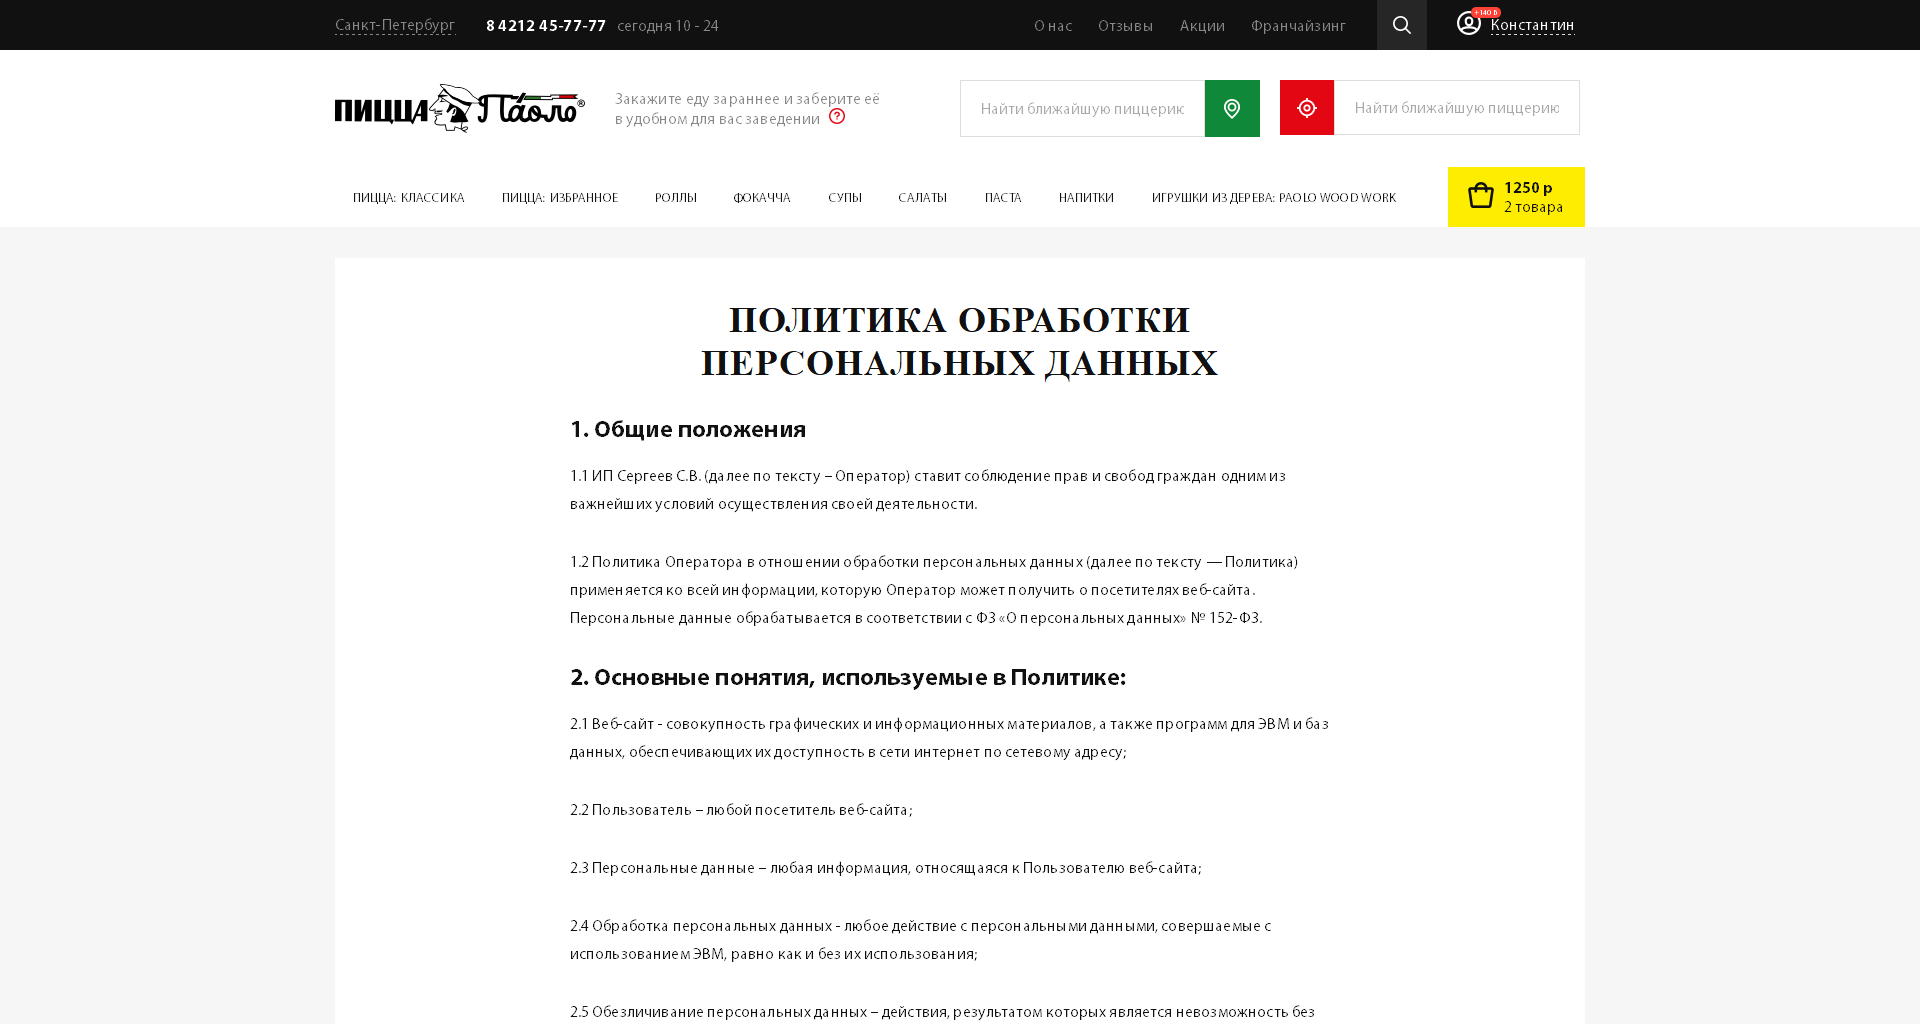 Санкт-Петербург 8 4212 45-77-77 сегодня 10 - 24 О нас Отзывы Акции Франчайзинг +140 Б Константин
ПИЦЦА Паоло ®
Закажите еду зараннее и заберите её
в удобном для вас заведении ?
Найти ближайшую пиццерию
Найти ближайшую пиццерию
ПИЦЦА: КЛАССИКА ПИЦЦА: ИЗБРАННОЕ РОЛЛЫ ФОКАЧЧА СУПЫ САЛАТЫ ПАСТА НАПИТКИ ИГРУШКИ ИЗ ДЕРЕВА: PAOLO WOOD WORK
1250 р
2 товара
ПОЛИТИКА ОБРАБОТКИ
ПЕРСОНАЛЬНЫХ ДАННЫХ
1. Общие положения
1.1 ИП Сергеев С.В. (далее по тексту – Оператор) ставит соблюдение прав и свобод граждан одним из
важнейших условий осуществления своей деятельности.
1.2 Политика Оператора в отношении обработки персональных данных (далее по тексту — Политика)
применяется ко всей информации, которую Оператор может получить о посетителях веб-сайта.
Персональные данные обрабатывается в соответствии с ФЗ «О персональных данных» № 152-ФЗ.
2. Основные понятия, используемые в Политике:
2.1 Веб-сайт - совокупность графических и информационных материалов, а также программ для ЭВМ и баз
данных, обеспечивающих их доступность в сети интернет по сетевому адресу;
2.2 Пользователь – любой посетитель веб-сайта;
2.3 Персональные данные – любая информация, относящаяся к Пользователю веб-сайта;
2.4 Обработка персональных данных - любое действие с персональными данными, совершаемые с
использованием ЭВМ, равно как и без их использования;
2.5 Обезличивание персональных данных – действия, результатом которых является невозможность без